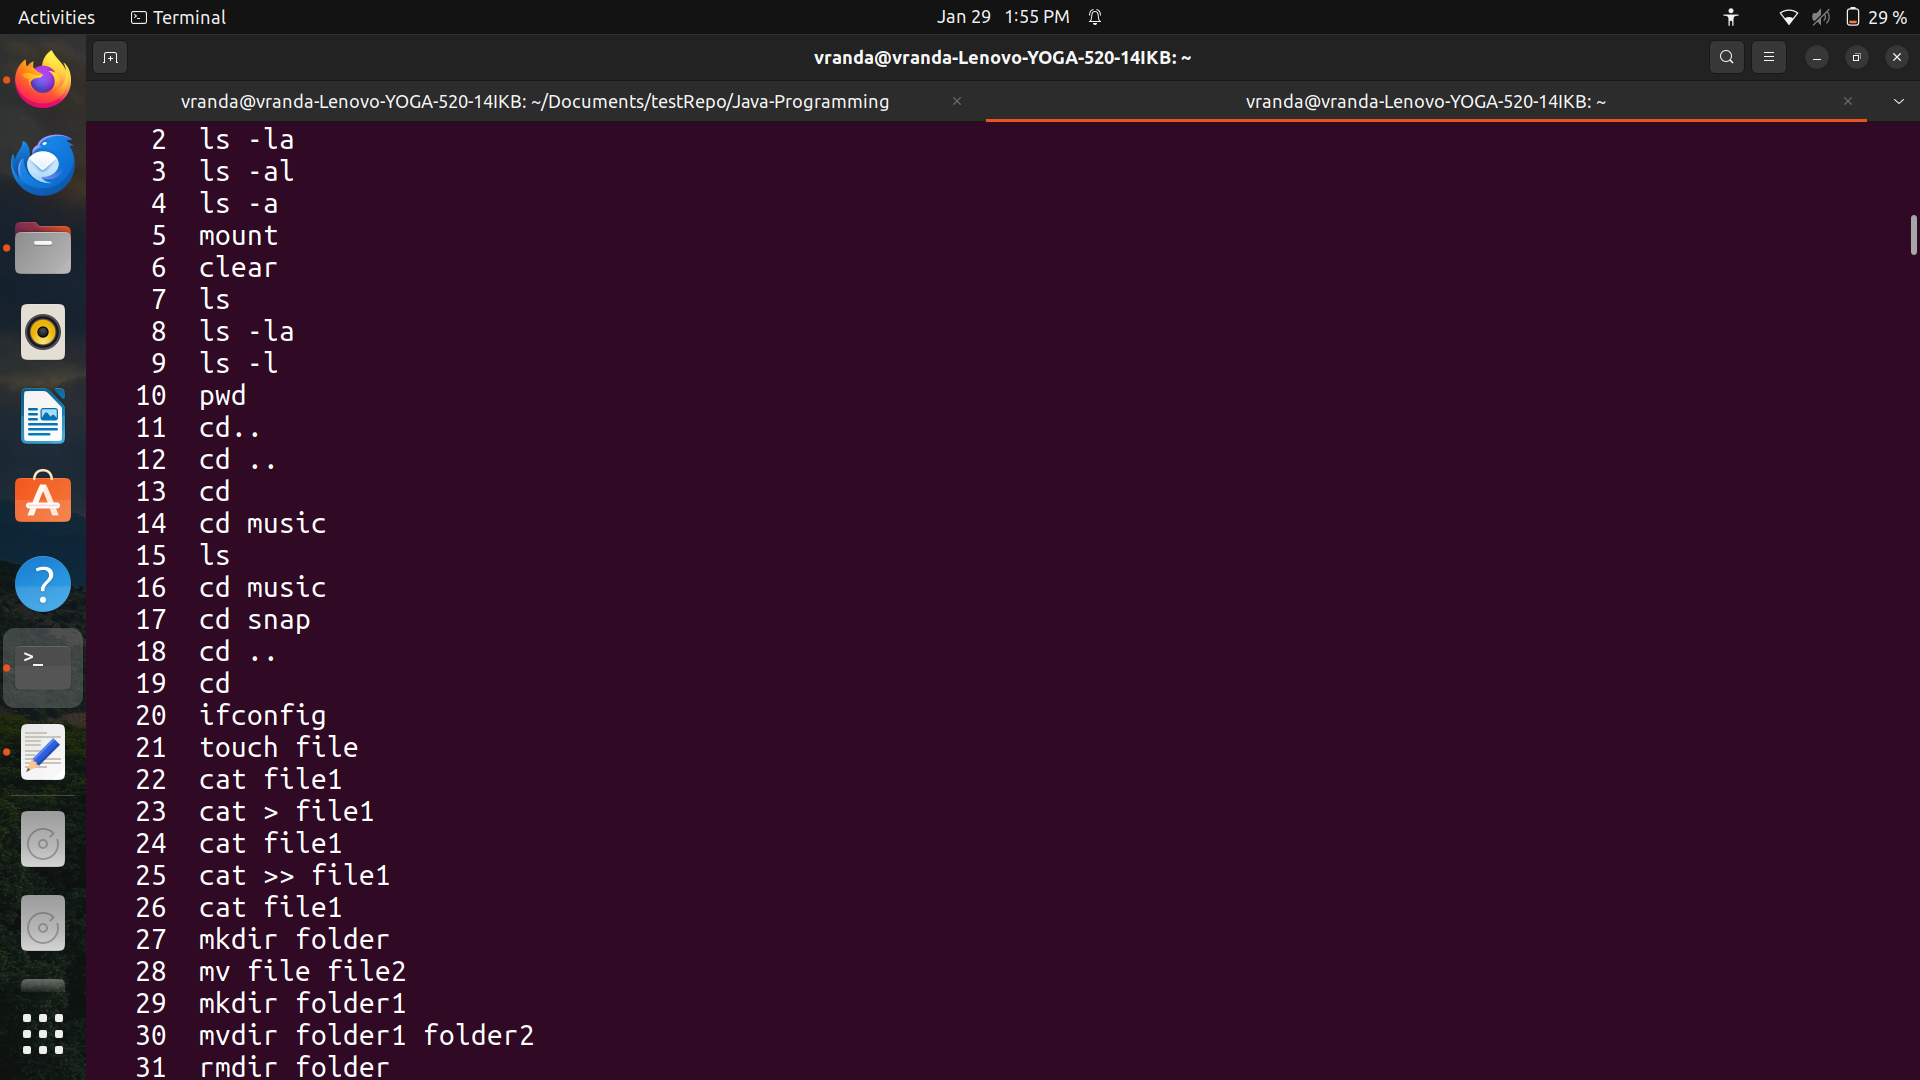 Activities Terminal Jan 29 1:55 PM 29 %
vranda@vranda-Lenovo-YOGA-520-14IKB: ~
vranda@vranda-Lenovo-YOGA-520-14IKB: ~/Documents/testRepo/Java-Programming vranda@vranda-Lenovo-YOGA-520-14IKB: ~
2 ls -la
3 ls -al
4 ls -a
5 mount
6 clear
7 ls
8 ls -la
9 ls -l
10 pwd
11 cd..
12 cd ..
13 cd
14 cd music
15 ls
16 cd music
17 cd snap
18 cd ..
19 cd
20 ifconfig
21 touch file
22 cat file1
23 cat > file1
24 cat file1
25 cat >> file1
26 cat file1
27 mkdir folder
28 mv file file2
29 mkdir folder1
30 mvdir folder1 folder2
31 rmdir folder